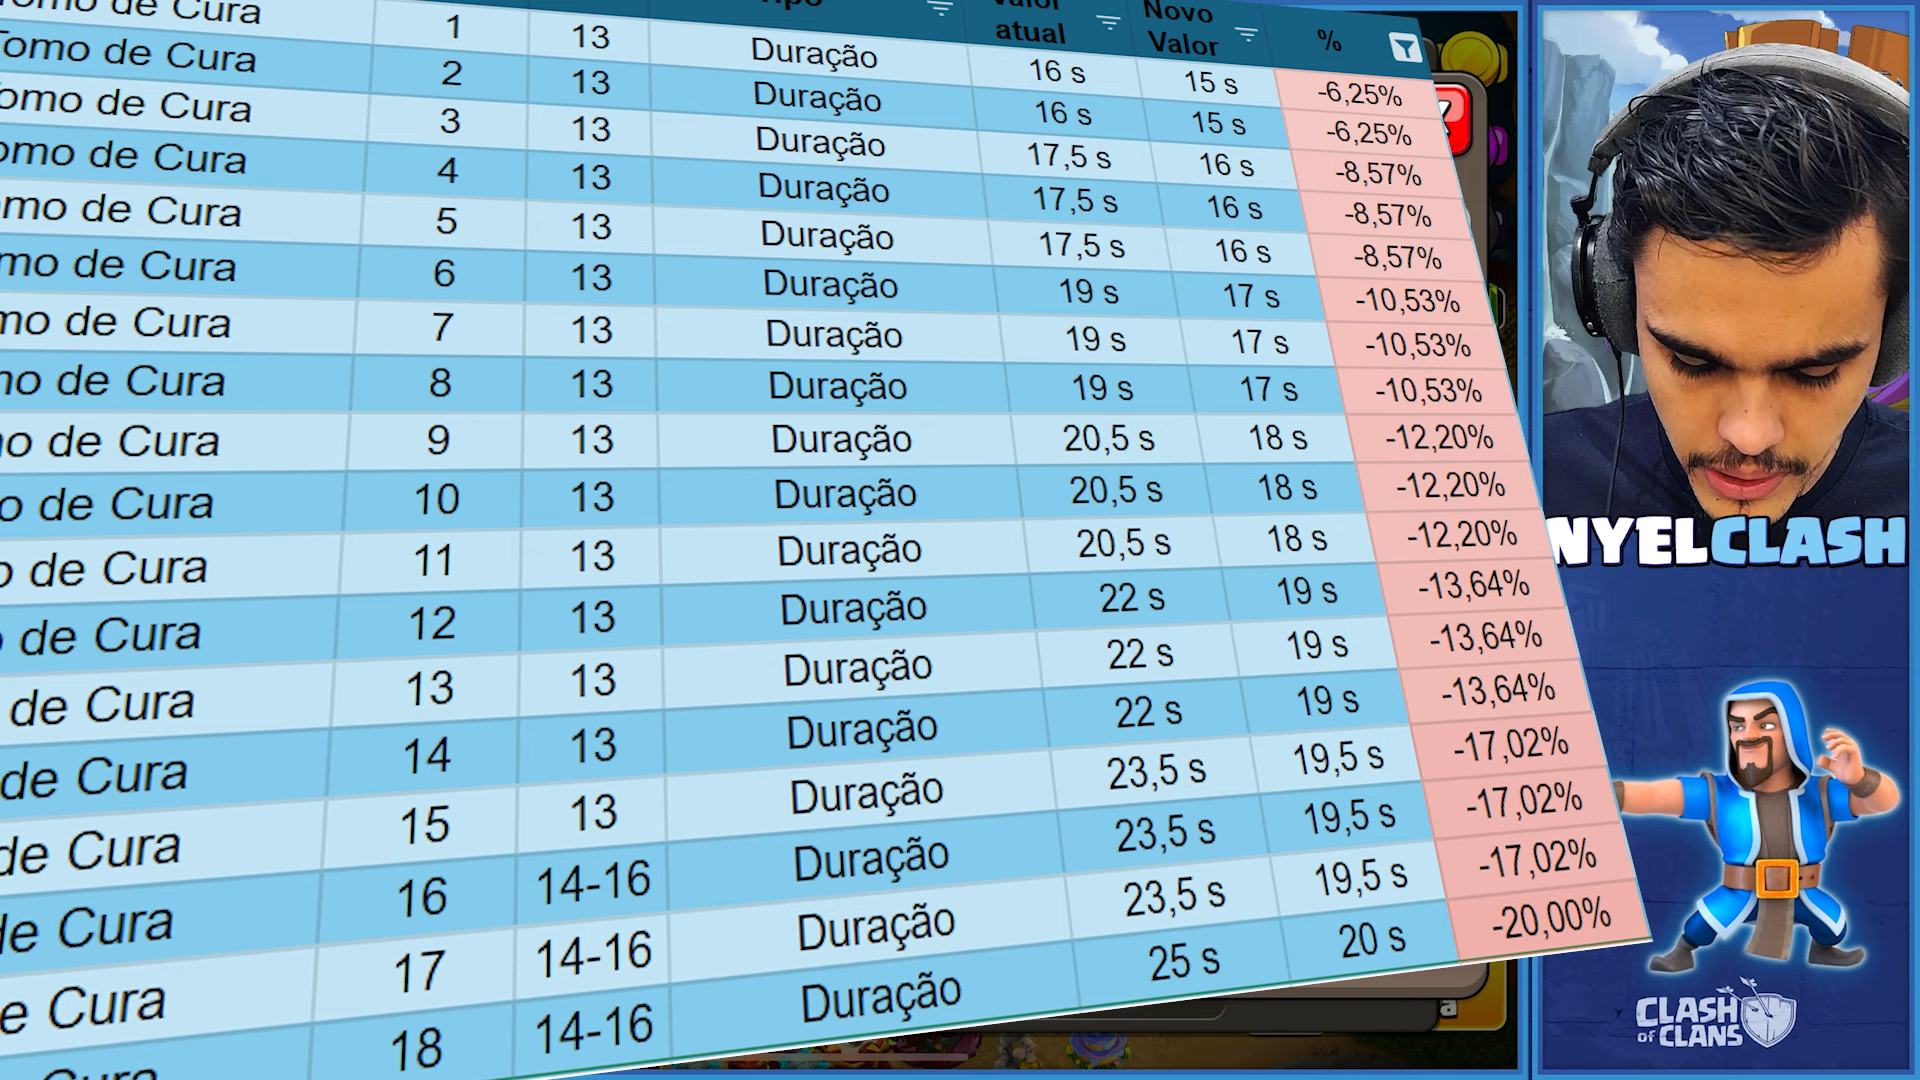 Valor atual Novo Valor %
Tomo de Cura 1 13 Duração 16 s 15 s -6,25%
Tomo de Cura 2 13 Duração 16 s 15 s -6,25%
omo de Cura 3 13 Duração 17,5 s 16 s -8,57%
omo de Cura 4 13 Duração 17,5 s 16 s -8,57%
mo de Cura 5 13 Duração 17,5 s 16 s -8,57%
mo de Cura 6 13 Duração 19 s 17 s -10,53%
mo de Cura 7 13 Duração 19 s 17 s -10,53%
no de Cura 8 13 Duração 19 s 17 s -10,53%
o de Cura 9 13 Duração 20,5 s 18 s -12,20%
o de Cura 10 13 Duração 20,5 s 18 s -12,20%
o de Cura 11 13 Duração 20,5 s 18 s -12,20%
de Cura 12 13 Duração 22 s 19 s -13,64%
de Cura 13 13 Duração 22 s 19 s -13,64%
de Cura 14 13 Duração 22 s 19 s -13,64%
de Cura 15 13 Duração 23,5 s 19,5 s -17,02%
de Cura 16 14-16 Duração 23,5 s 19,5 s -17,02%
e Cura 17 14-16 Duração 23,5 s 19,5 s -17,02%
Cura 18 14-16 Duração 25 s 20 s -20,00%
NYELCLASH
CLASH
of CLANS